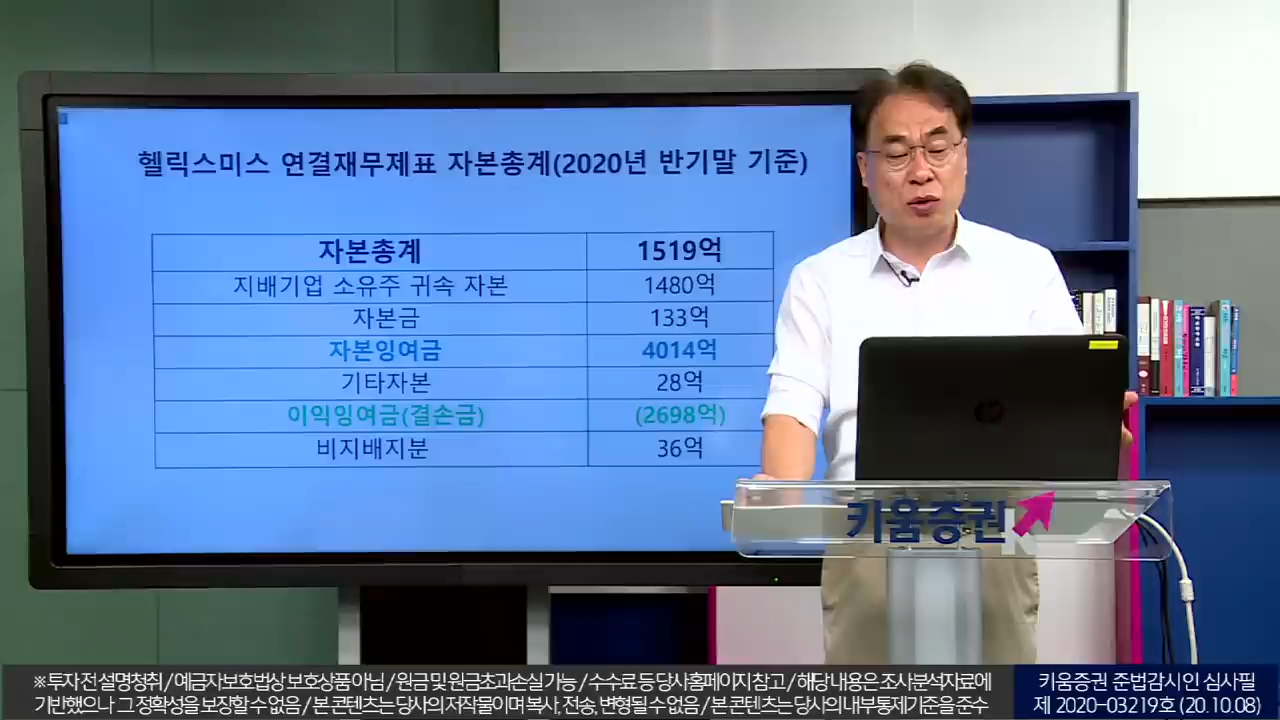 헬릭스미스 연결재무제표 자본총계(2020년 반기말 기준)
자본총계 1519억
지배기업 소유주 귀속 자본 1480억
자본금 133억
자본잉여금 4014억
기타자본 28억
이익잉여금(결손금) (2698억)
비지배지분 36억
키움증권
※ 투자 전 설명청취 / 예금자보호법상 보호상품 아님 / 원금 및 원금초과손실 가능 / 수수료 등 당사홈페이지 참고 / 해당 내용은 조사분석자료에
기반했으나 그 정확성을 보장할 수 없음 / 본 콘텐츠는 당사의 저작물이며 복사, 전송, 변형될 수 없음 / 본 콘텐츠는 당사의 내부통제기준을 준수
키움증권 준법감시인 심사필
제 2020-03219호 (20.10.08)